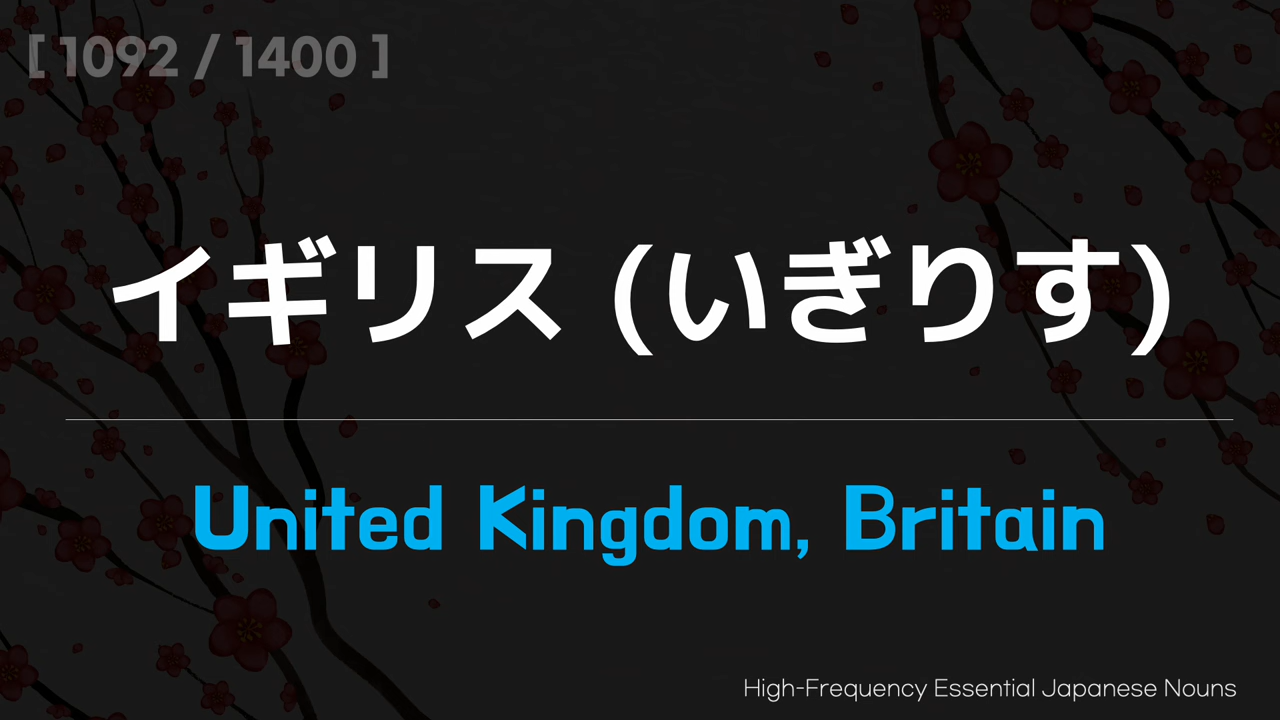 [ 1092 / 1400 ]
イギリス (いぎりす)
United Kingdom, Britain
High-Frequency Essential Japanese Nouns